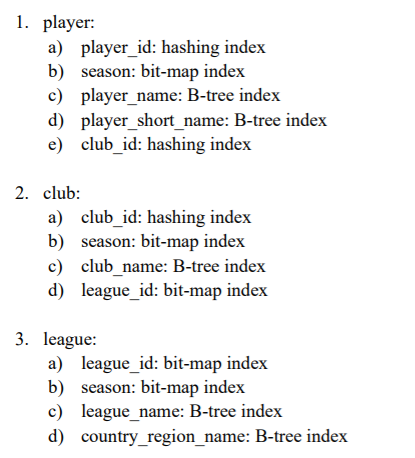 1. player:
a) player_id: hashing index
b) season: bit-map index
c) player_name: B-tree index
d) player_short_name: B-tree index
e) club_id: hashing index
2. club:
a) club_id: hashing index
b) season: bit-map index
c) club_name: B-tree index
d) league_id: bit-map index
3. league:
a) league_id: bit-map index
b) season: bit-map index
c) league_name: B-tree index
d) country_region_name: B-tree index